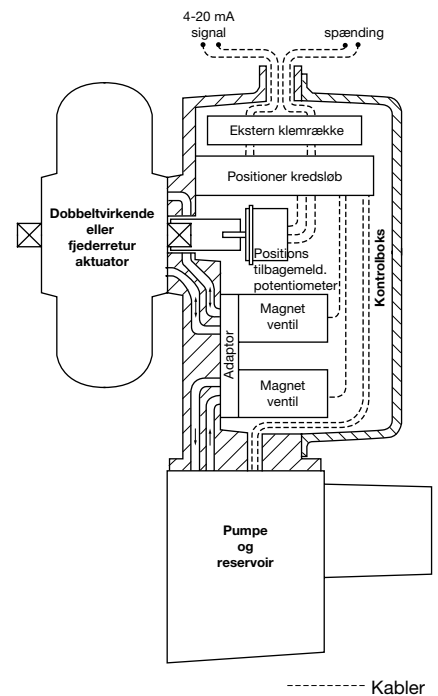 4-20 mA
signal
spænding
Ekstern klemrække
Positioner kredsløb
Dobbeltvirkende
eller
fjederretur
aktuator
Positions
tilbagemeld.
potentiometer
Kontrolboks
Magnet
ventil
Adaptor
Magnet
ventil
Pumpe
og
reservoir
Kabler